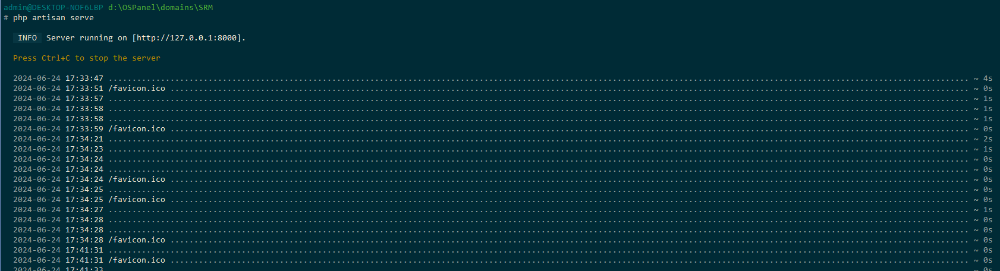 admin@DESKTOP-NOF6LBP d:\OSPanel\domains\SRM
# php artisan serve
INFO Server running on [http://127.0.0.1:8000].
Press Ctrl+C to stop the server
2024-06-24 17:33:47 ........ ~ 4s
2024-06-24 17:33:51 /favicon.ico ........ ~ 0s
2024-06-24 17:33:57 ........ ~ 1s
2024-06-24 17:33:58 ........ ~ 1s
2024-06-24 17:33:58 ........ ~ 1s
2024-06-24 17:33:59 /favicon.ico ........ ~ 0s
2024-06-24 17:34:21 ........ ~ 2s
2024-06-24 17:34:23 ........ ~ 1s
2024-06-24 17:34:24 ........ ~ 0s
2024-06-24 17:34:24 ........ ~ 0s
2024-06-24 17:34:24 /favicon.ico ........ ~ 0s
2024-06-24 17:34:25 ........ ~ 0s
2024-06-24 17:34:25 /favicon.ico ........ ~ 0s
2024-06-24 17:34:27 ........ ~ 1s
2024-06-24 17:34:28 ........ ~ 0s
2024-06-24 17:34:28 ........ ~ 0s
2024-06-24 17:34:28 /favicon.ico ........ ~ 0s
2024-06-24 17:41:31 ........ ~ 0s
2024-06-24 17:41:31 /favicon.ico ........ ~ 0s
2024-06-24 17:41:33 ........ ~ 0s